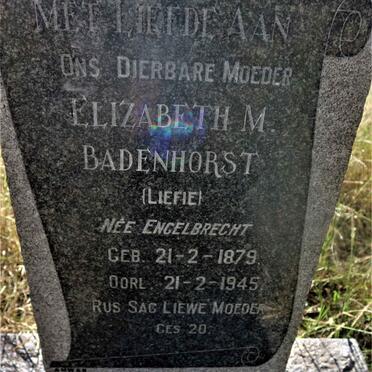 MET LIEFDE AAN
ONS DIERBARE MOEDER
ELIZABETH M.
BADENHORST
(LIEFIE)
NÉE ENGELBRECHT
GEB. 21-2-1879.
OORL. 21-2-1945.
RUS SAG LIEWE MOEDER
GES 20.